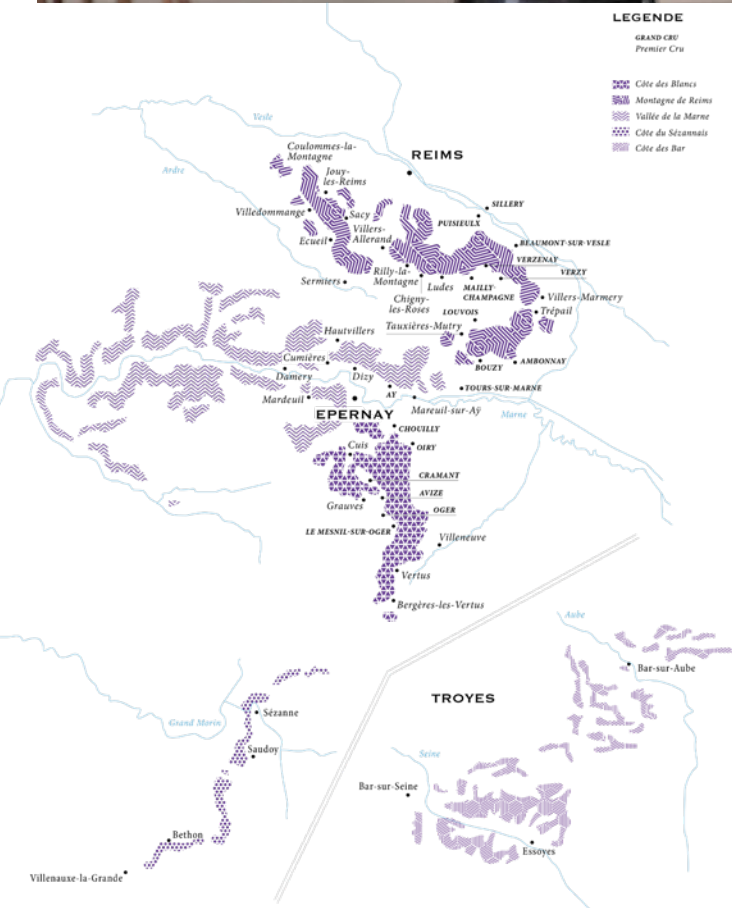 LEGENDE
GRAND CRU
Premier Cru
Côte des Blancs
Montagne de Reims
Vallée de la Marne
Côte du Sézannais
Côte des Bar
Vesle
Ardre
Coulommes-la-
Montagne
REIMS
Jouy-
les-Reims
Villedommange
Sacy
SILLERY
PUISIEULX
Villers-
Allerand
Ecueil
BEAUMONT-SUR-VESLE
VERZENAY
VERZY
Rilly-la-
Montagne
Sermiers
Ludes
MAILLY-
CHAMPAGNE
Chigny-
les-Roses
Villers-Marmery
Trépail
LOUVOIS
Tauxières-Mutry
Hautvillers
Cumières
Damery
Dizy
BOUZY
AMBONNAY
AY
TOURS-SUR-MARNE
Mardeuil
Mareuil-sur-Aÿ
Marne
EPERNAY
CHOUILLY
Cuis
OIRY
CRAMANT
AVIZE
Grauves
OGER
LE MESNIL-SUR-OGER
Villeneuve
Vertus
Bergères-les-Vertus
Aube
Bar-sur-Aube
TROYES
Sézanne
Grand Morin
Saudoy
Seine
Bar-sur-Seine
Bethon
Essoyes
Villenauxe-la-Grande